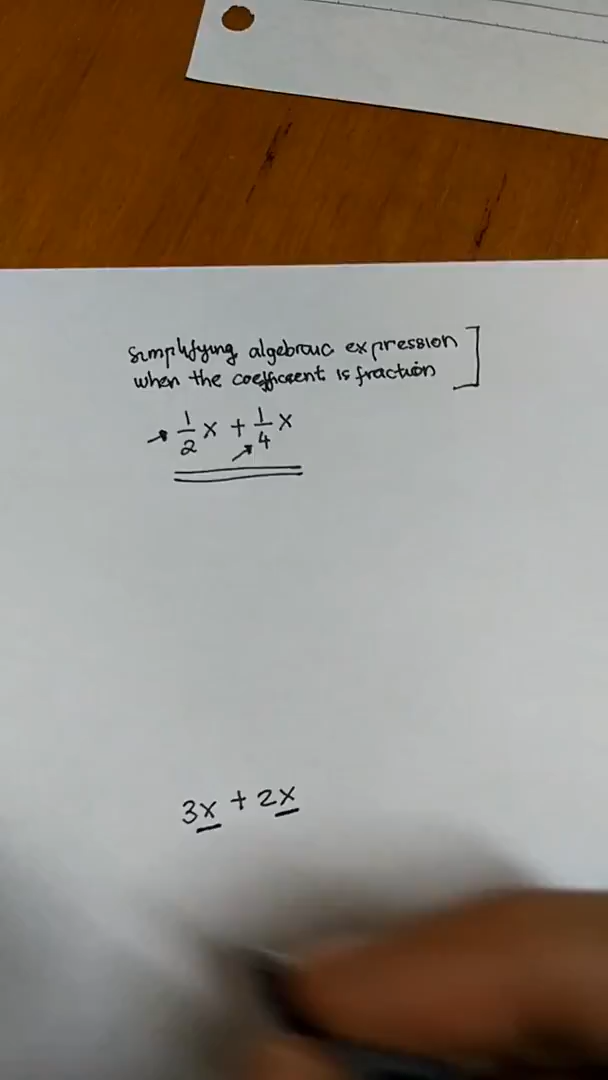 Simplifying algebraic expression
when the coefficient is fraction
1/2 x + 1/4 x
3x + 2x